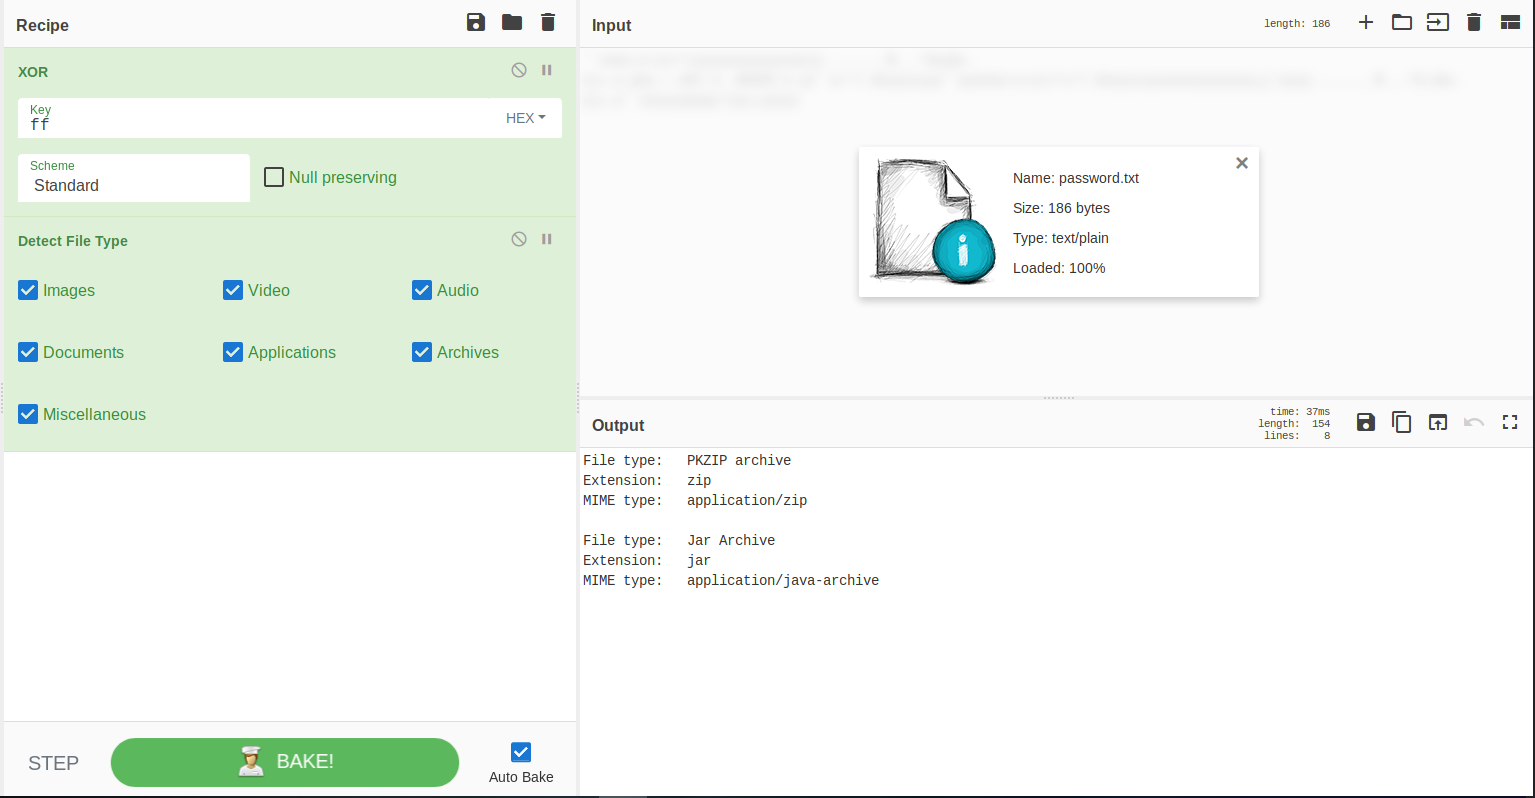 Recipe
XOR
Key
ff
HEX
Scheme
Standard
Null preserving
Detect File Type
Images
Video
Audio
Documents
Applications
Archives
Miscellaneous
STEP
BAKE!
Auto Bake
Input
length: 186
Name: password.txt
Size: 186 bytes
Type: text/plain
Loaded: 100%
Output
time: 37ms
length: 154
lines: 8
File type: PKZIP archive
Extension: zip
MIME type: application/zip
File type: Jar Archive
Extension: jar
MIME type: application/java-archive